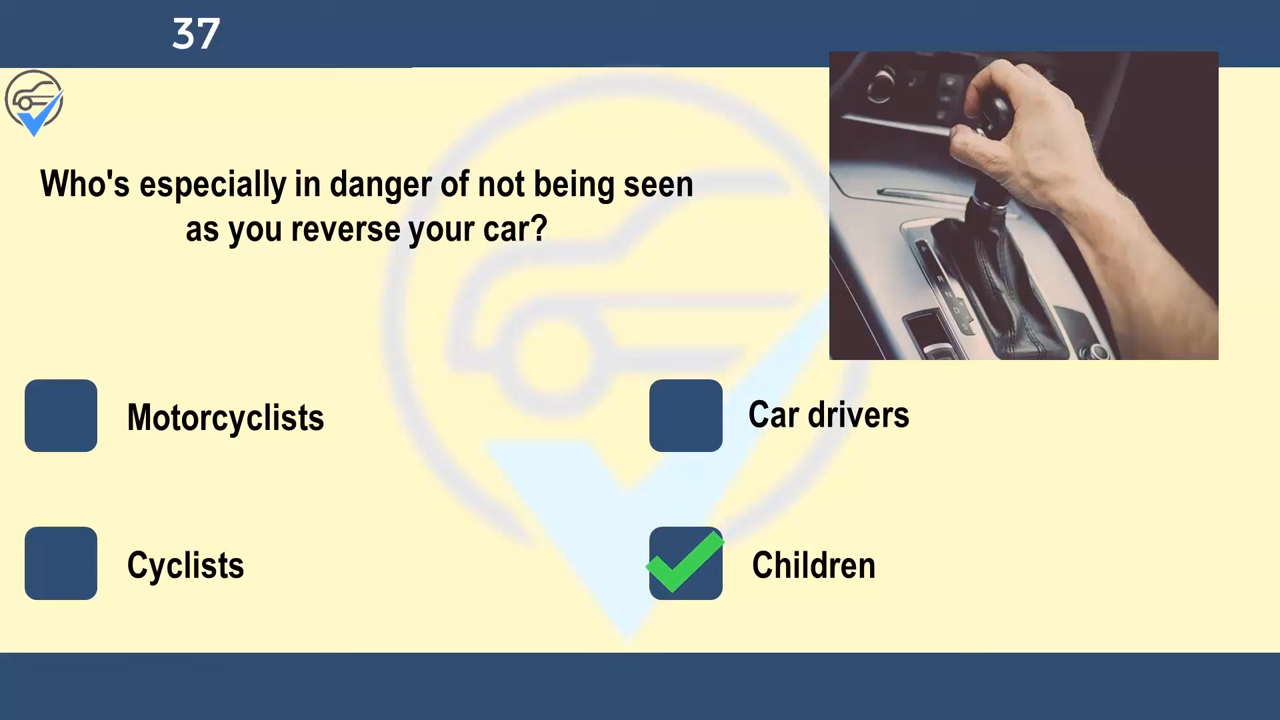 37
Who's especially in danger of not being seen
as you reverse your car?
Motorcyclists
Car drivers
Cyclists
Children